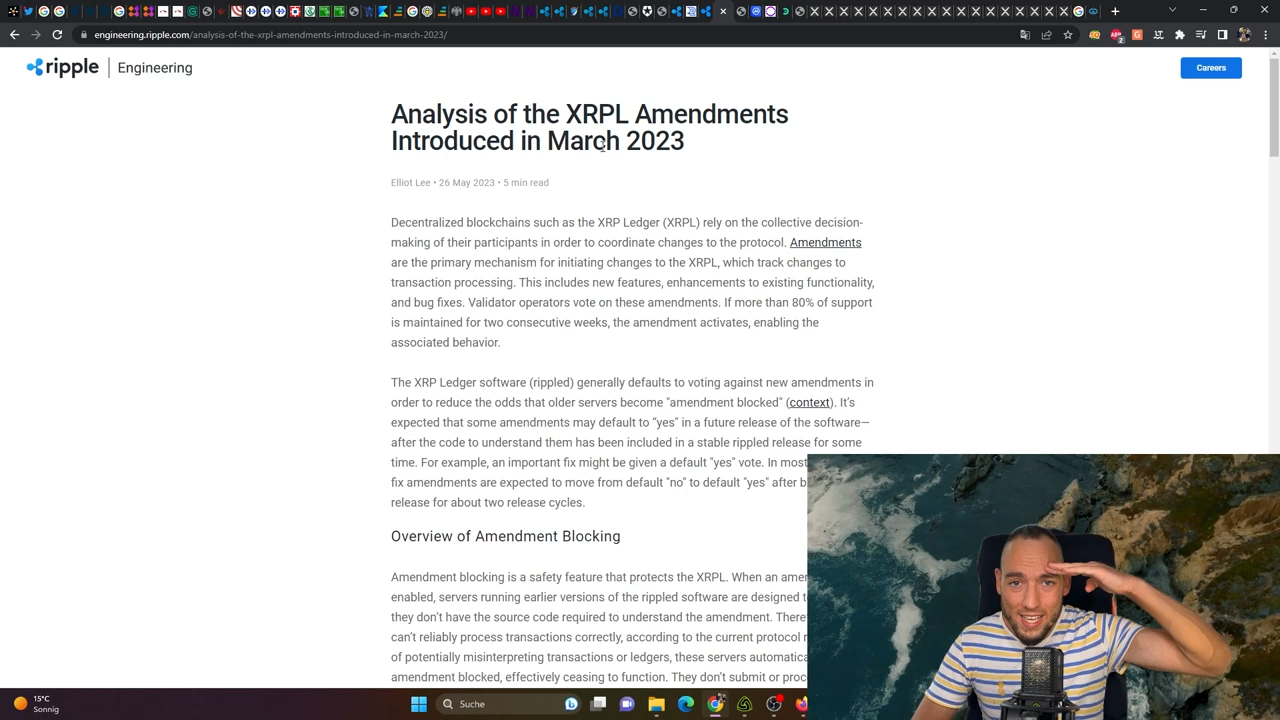 engineering.ripple.com/analysis-of-the-xrpl-amendments-introduced-in-march-2023/
ripple | Engineering
Careers
Analysis of the XRPL Amendments
Introduced in March 2023
Elliot Lee • 26 May 2023 • 5 min read
Decentralized blockchains such as the XRP Ledger (XRPL) rely on the collective decision-
making of their participants in order to coordinate changes to the protocol. Amendments
are the primary mechanism for initiating changes to the XRPL, which track changes to
transaction processing. This includes new features, enhancements to existing functionality,
and bug fixes. Validator operators vote on these amendments. If more than 80% of support
is maintained for two consecutive weeks, the amendment activates, enabling the
associated behavior.
The XRP Ledger software (rippled) generally defaults to voting against new amendments in
order to reduce the odds that older servers become "amendment blocked" (context). It's
expected that some amendments may default to “yes" in a future release of the software—
after the code to understand them has been included in a stable rippled release for some
time. For example, an important fix might be given a default "yes" vote. In most
fix amendments are expected to move from default "no" to default "yes" after b
release for about two release cycles.
Overview of Amendment Blocking
Amendment blocking is a safety feature that protects the XRPL. When an amen
enabled, servers running earlier versions of the rippled software are designed to
they don't have the source code required to understand the amendment. There
can't reliably process transactions correctly, according to the current protocol r
of potentially misinterpreting transactions or ledgers, these servers automatica
amendment blocked, effectively ceasing to function. They don't submit or proc
15°C
Sonnig
Suche